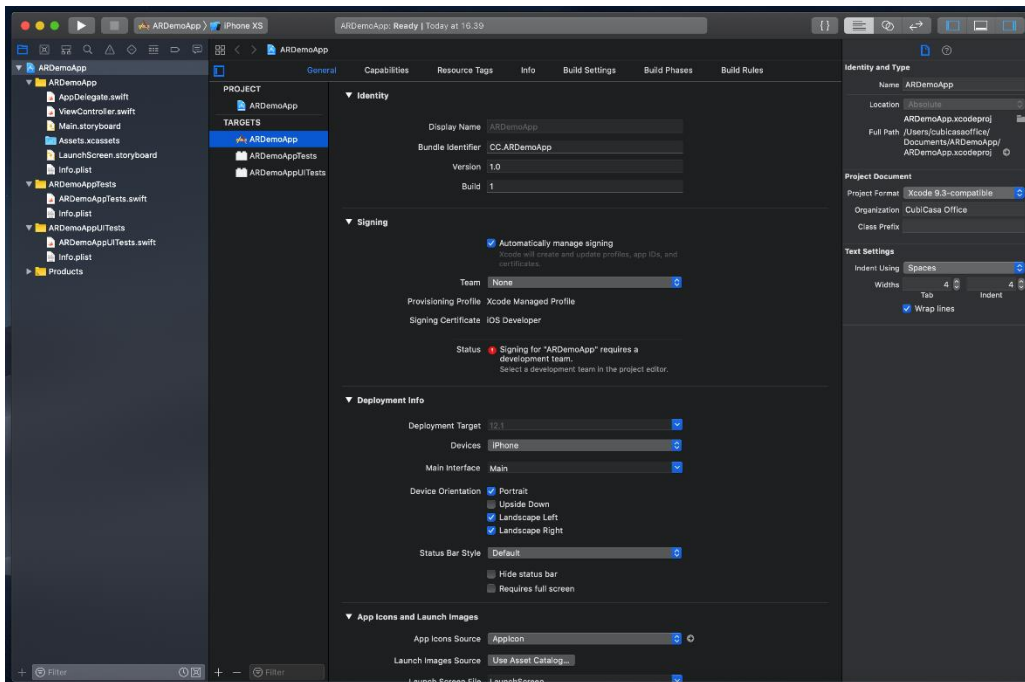 ARDemoApp iPhone XS
ARDemoApp: Ready | Today at 16.39
{ }
ARDemoApp
ARDemoApp
AppDelegate.swift
ViewController.swift
Main.storyboard
Assets.xcassets
LaunchScreen.storyboard
Info.plist
ARDemoAppTests
ARDemoAppTests.swift
Info.plist
ARDemoAppUITests
ARDemoAppUITests.swift
Info.plist
Products
Filter
ARDemoApp
General Capabilities Resource Tags Info Build Settings Build Phases Build Rules
PROJECT
ARDemoApp
TARGETS
ARDemoApp
ARDemoAppTests
ARDemoAppUITests
Filter
Identity
Display Name ARDemoApp
Bundle Identifier CC.ARDemoApp
Version 1.0
Build 1
Signing
Automatically manage signing
Xcode will create and update profiles, app IDs, and
certificates.
Team None
Provisioning Profile Xcode Managed Profile
Signing Certificate iOS Developer
Status Signing for "ARDemoApp" requires a
development team.
Select a development team in the project editor.
Deployment Info
Deployment Target 12.1
Devices iPhone
Main Interface Main
Device Orientation Portrait
Upside Down
Landscape Left
Landscape Right
Status Bar Style Default
Hide status bar
Requires full screen
App Icons and Launch Images
App Icons Source AppIcon
Launch Images Source Use Asset Catalog...
Launch Screen File LaunchScreen
Identity and Type
Name ARDemoApp
Location Absolute
ARDemoApp.xcodeproj
Full Path /Users/cubicasaoffice/
Documents/ARDemoApp/
ARDemoApp.xcodeproj
Project Document
Project Format Xcode 9.3-compatible
Organization CubiCasa Office
Class Prefix
Text Settings
Indent Using Spaces
Widths 4 4
Tab Indent
Wrap lines